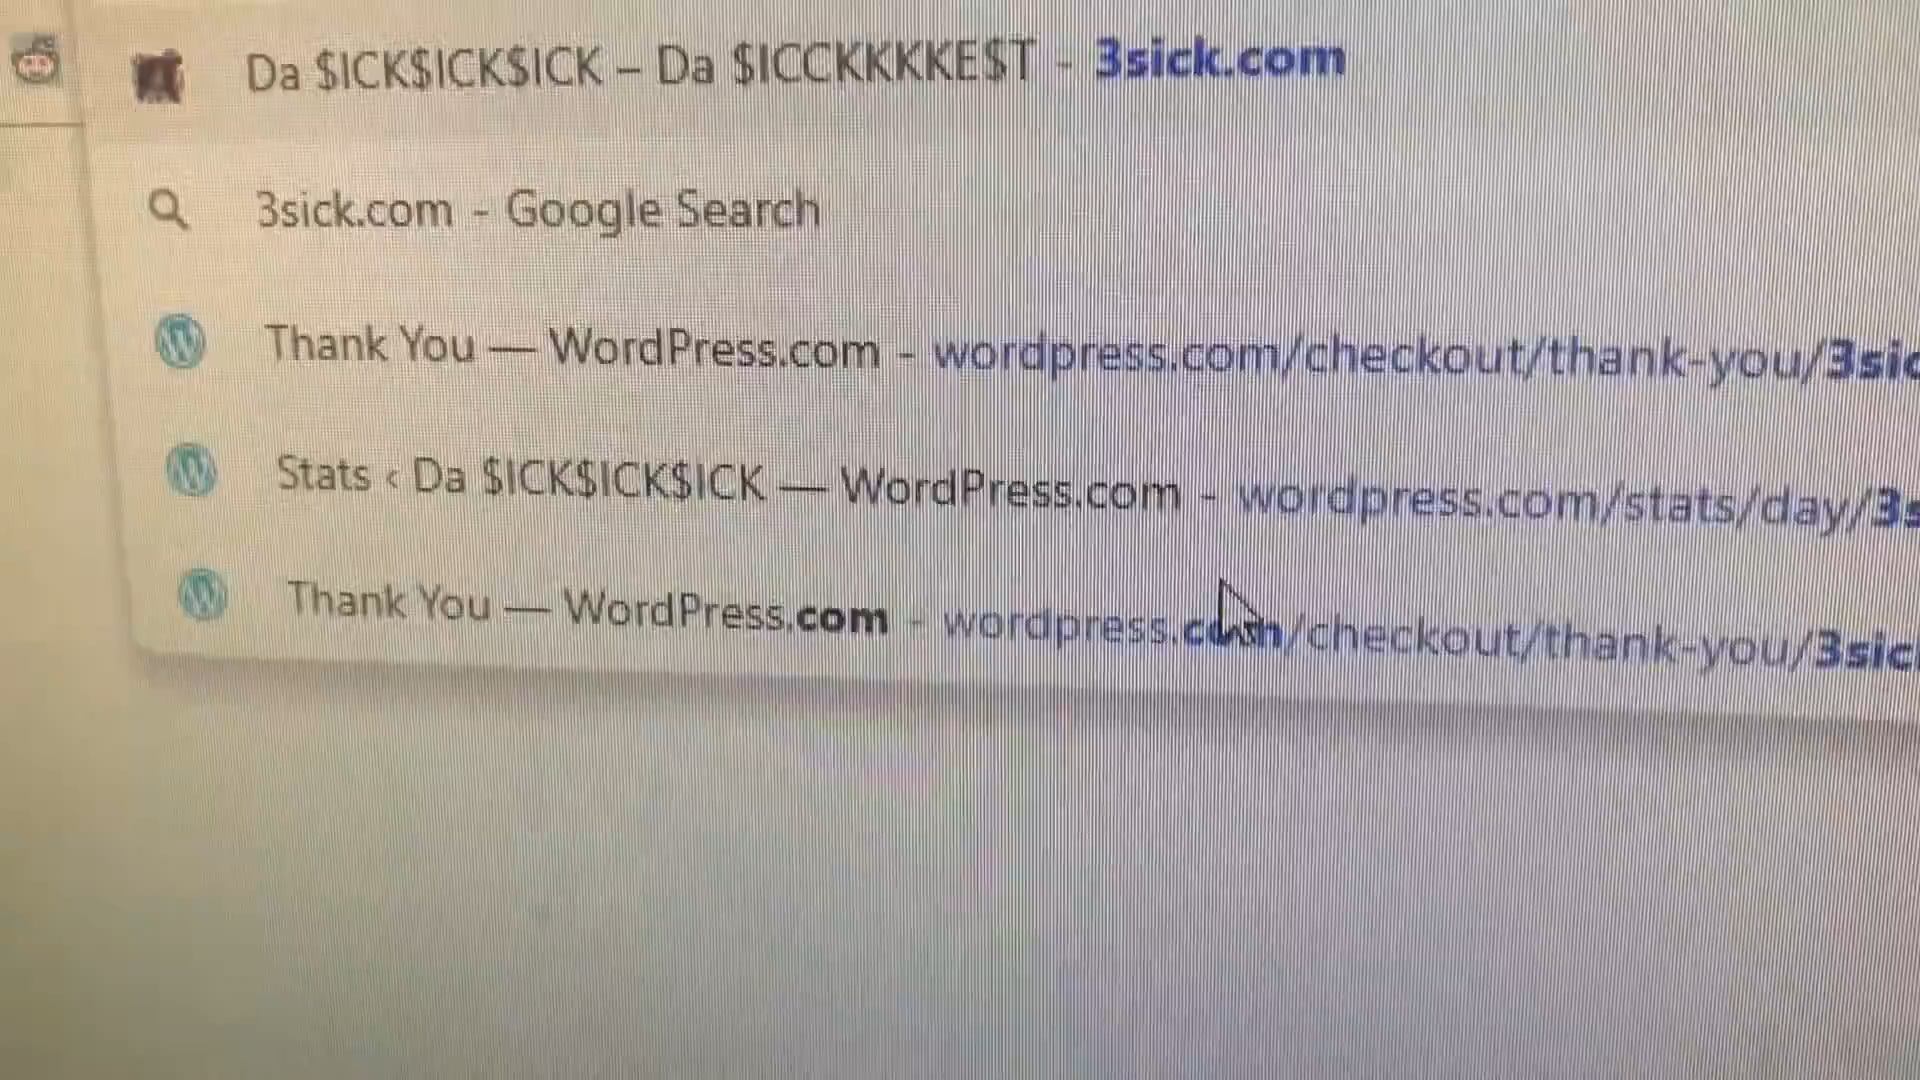 Da $ICK$ICK$ICK – Da $ICCKKKKE$T - 3sick.com
3sick.com - Google Search
Thank You — WordPress.com - wordpress.com/checkout/thank-you/3sic
Stats ‹ Da $ICK$ICK$ICK — WordPress.com - wordpress.com/stats/day/3s
Thank You — WordPress.com - wordpress.com/checkout/thank-you/3sick